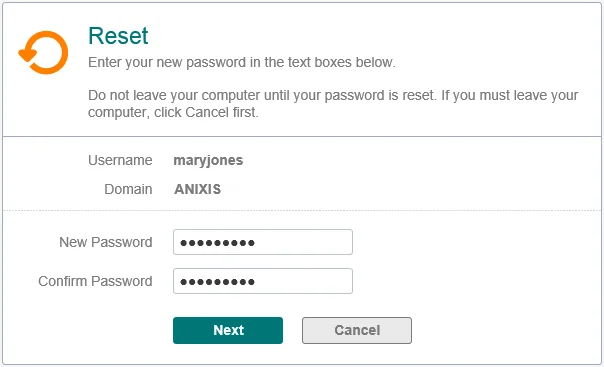 Reset
Enter your new password in the text boxes below.
Do not leave your computer until your password is reset. If you must leave your
computer, click Cancel first.
Username maryjones
Domain ANIXIS
New Password ●●●●●●●●●
Confirm Password ●●●●●●●●●
Next Cancel